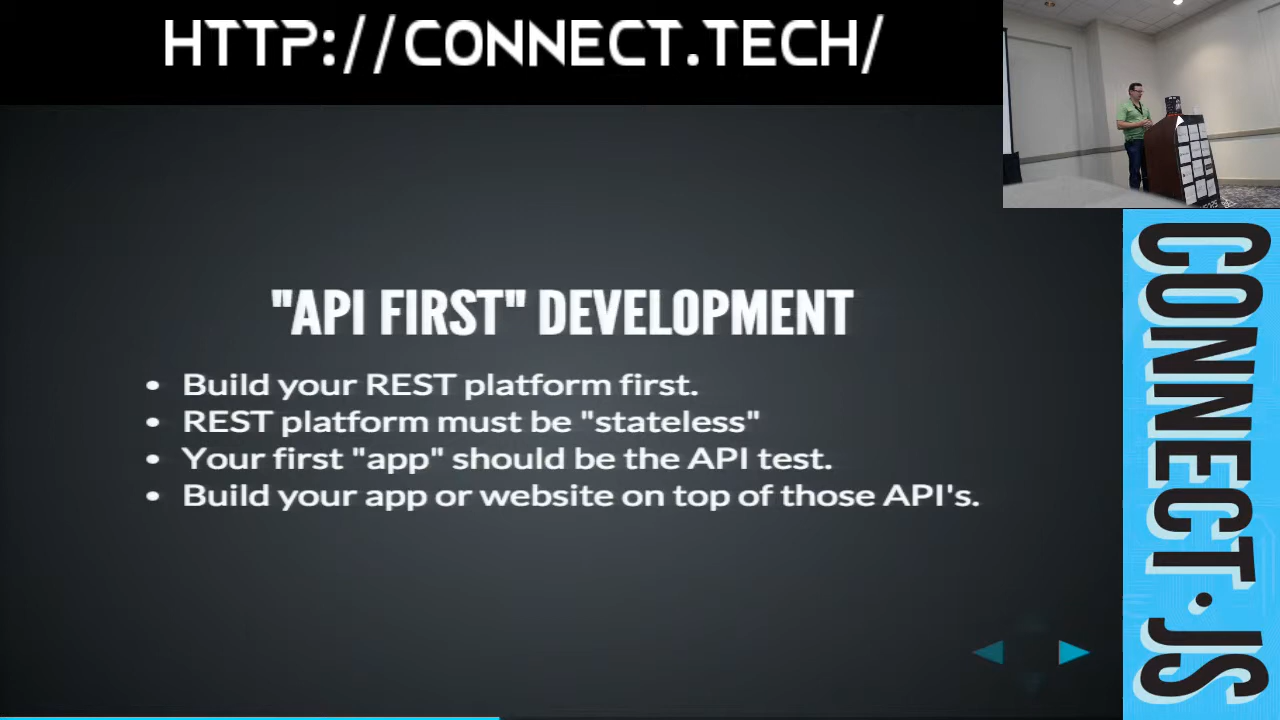 HTTP://CONNECT.TECH/
"API FIRST" DEVELOPMENT
• Build your REST platform first.
• REST platform must be "stateless"
• Your first "app" should be the API test.
• Build your app or website on top of those API's.
CONNECT·JS